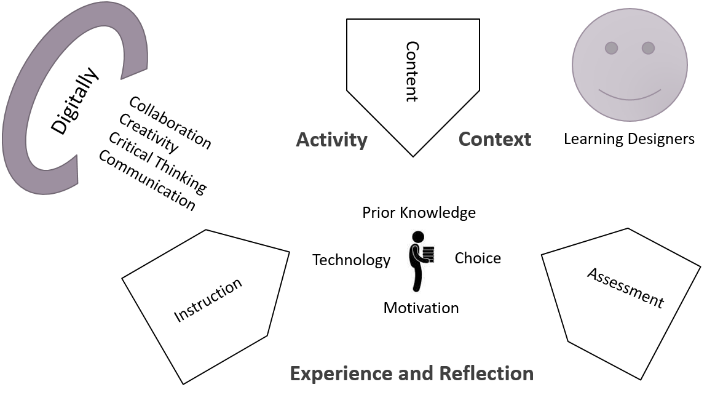 Digitally
Collaboration
Creativity
Critical Thinking
Communication
Content
Activity
Context
Learning Designers
Prior Knowledge
Technology
Choice
Motivation
Instruction
Assessment
Experience and Reflection